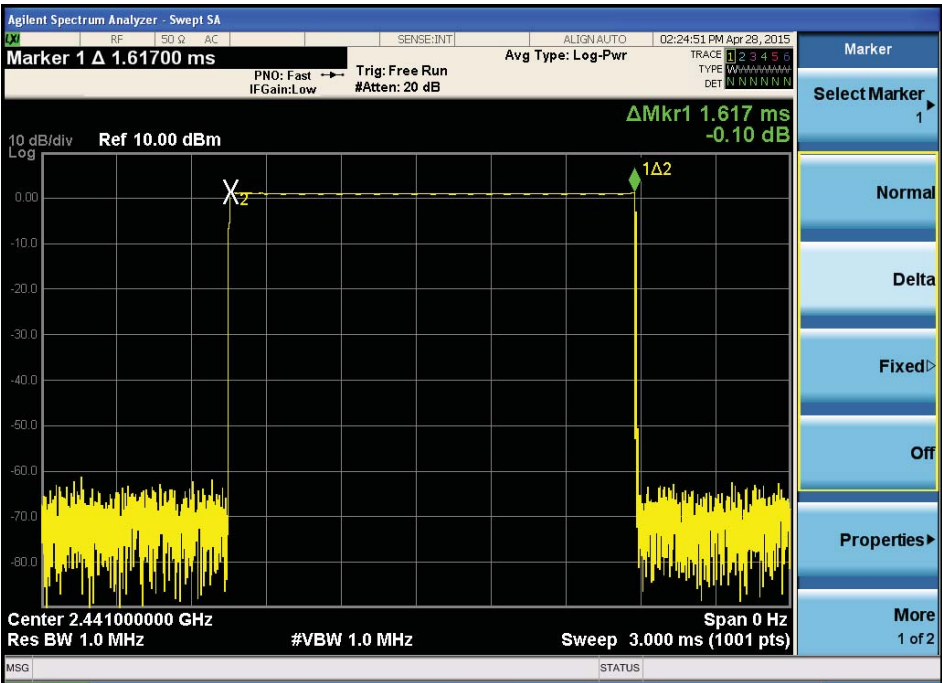 Agilent Spectrum Analyzer - Swept SA
LXI RF 50 Ω AC SENSE:INT ALIGN AUTO 02:24:51 PM Apr 28, 2015
Marker 1 Δ 1.61700 ms
PNO: Fast
IFGain:Low
Trig: Free Run
#Atten: 20 dB
Avg Type: Log-Pwr
TRACE 1 2 3 4 5 6
TYPE
DET N N N N N N
ΔMkr1 1.617 ms
-0.10 dB
10 dB/div Ref 10.00 dBm
Log
1Δ2
X2
0.00
-10.0
-20.0
-30.0
-40.0
-50.0
-60.0
-70.0
-80.0
Center 2.441000000 GHz Span 0 Hz
Res BW 1.0 MHz #VBW 1.0 MHz Sweep 3.000 ms (1001 pts)
MSG STATUS
Marker
Select Marker
1
Normal
Delta
Fixed
Off
Properties
More
1 of 2